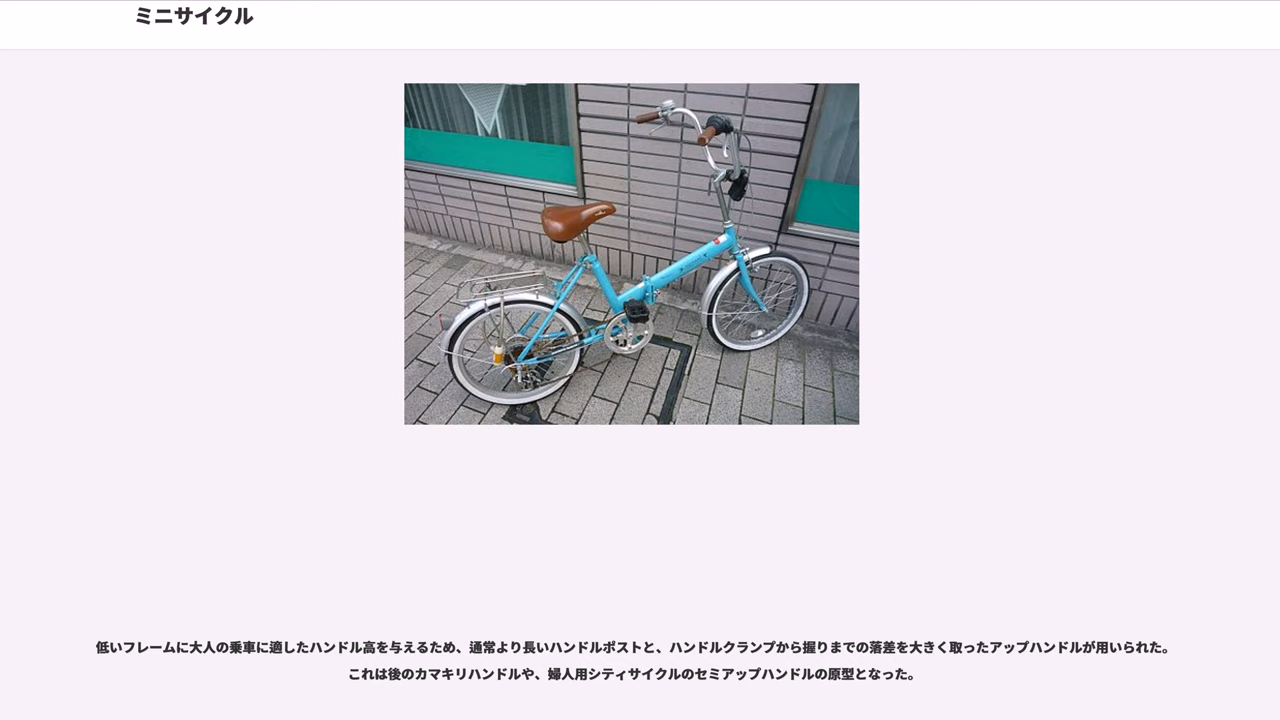 ミニサイクル
低いフレームに大人の乗車に適したハンドル高を与えるため、通常より長いハンドルポストと、ハンドルクランプから握りまでの落差を大きく取ったアップハンドルが用いられた。
これは後のカマキリハンドルや、婦人用シティサイクルのセミアップハンドルの原型となった。